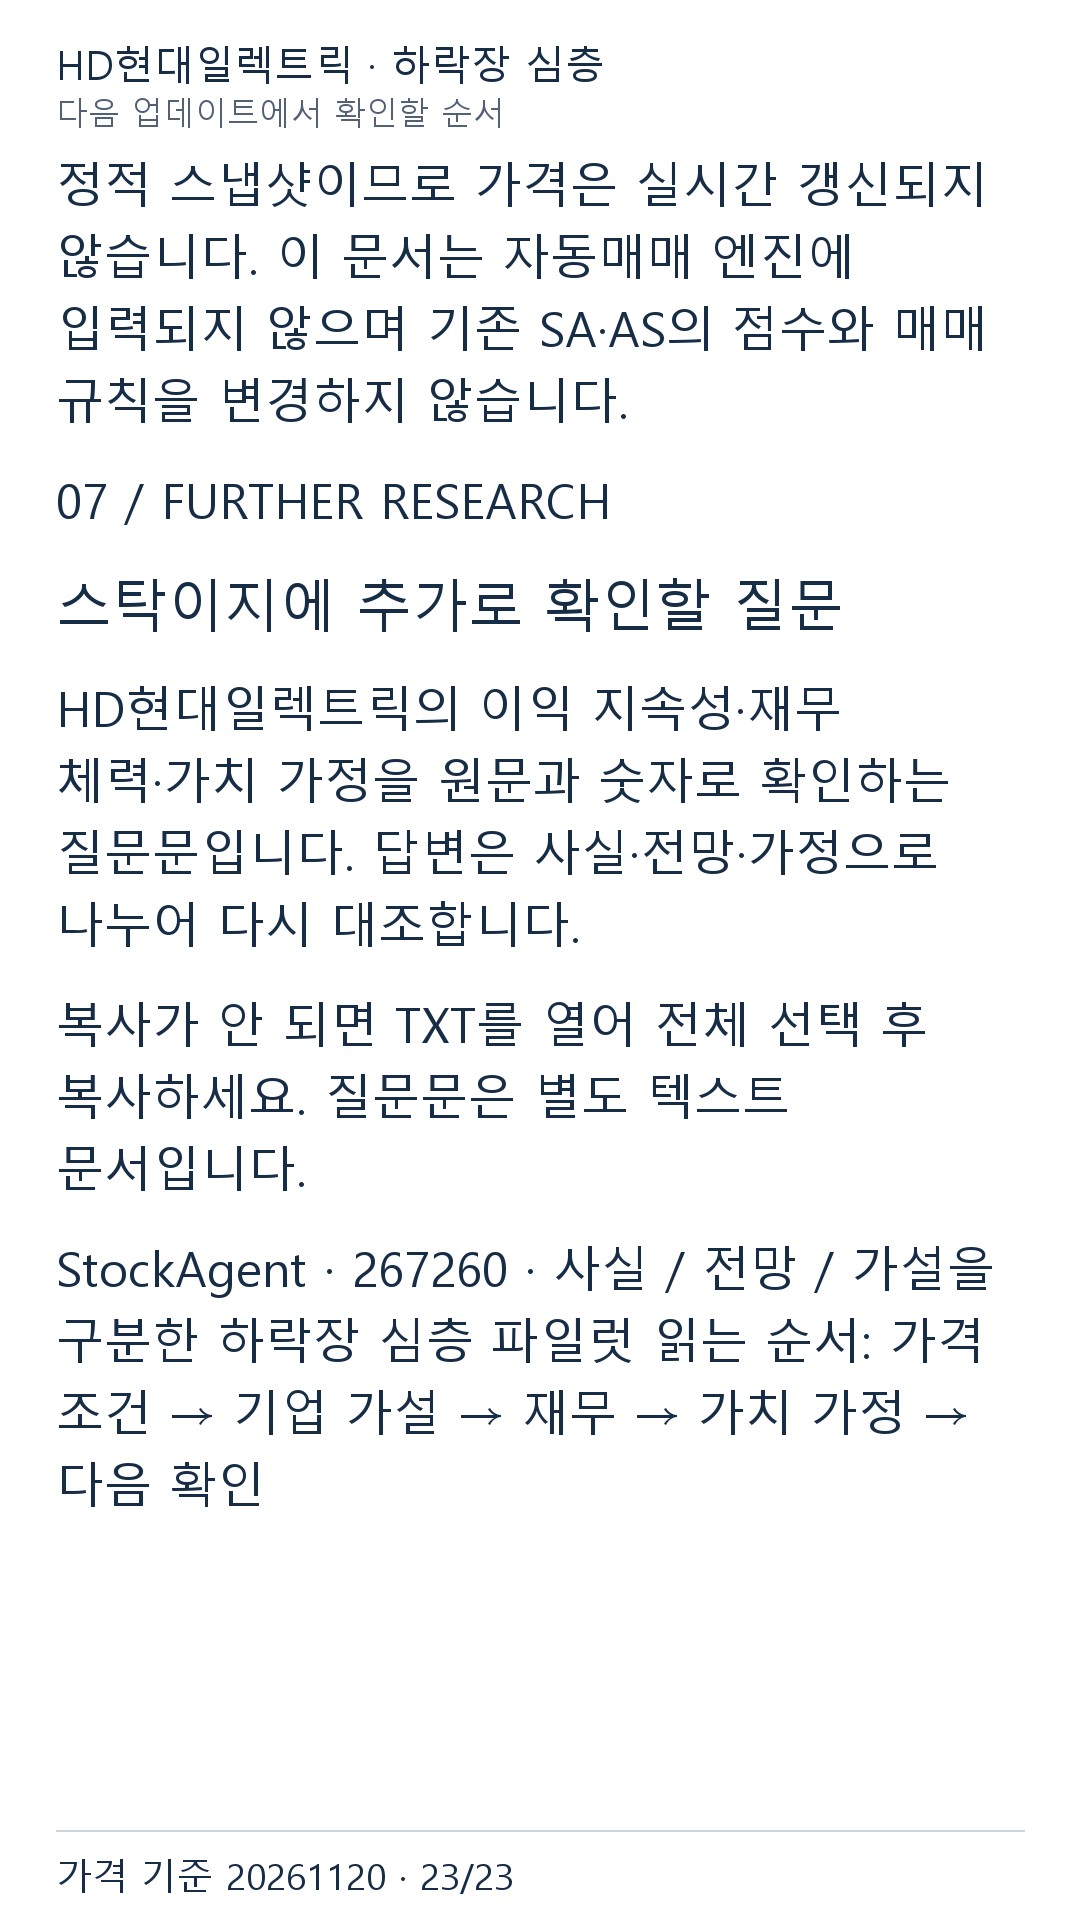 HD현대일렉트릭 · 하락장 심층
다음 업데이트에서 확인할 순서
정적 스냅샷이므로 가격은 실시간 갱신되지
않습니다. 이 문서는 자동매매 엔진에
입력되지 않으며 기존 SA·AS의 점수와 매매
규칙을 변경하지 않습니다.
07 / FURTHER RESEARCH
스탁이지에 추가로 확인할 질문
HD현대일렉트릭의 이익 지속성·재무
체력·가치 가정을 원문과 숫자로 확인하는
질문문입니다. 답변은 사실·전망·가정으로
나누어 다시 대조합니다.
복사가 안 되면 TXT를 열어 전체 선택 후
복사하세요. 질문문은 별도 텍스트
문서입니다.
StockAgent · 267260 · 사실 / 전망 / 가설을
구분한 하락장 심층 파일럿 읽는 순서: 가격
조건 → 기업 가설 → 재무 → 가치 가정 →
다음 확인
가격 기준 20261120 · 23/23